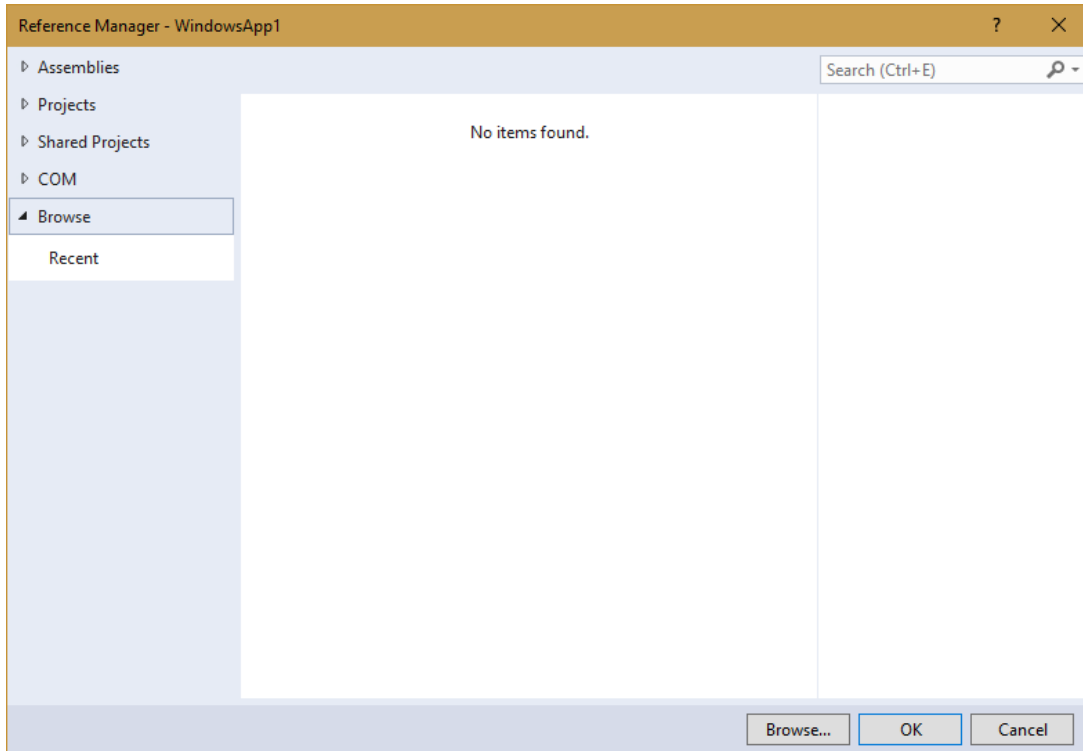 Reference Manager - WindowsApp1 ?
Assemblies
Search (Ctrl+E)
Projects
No items found.
Shared Projects
COM
Browse
Recent
Browse... OK Cancel